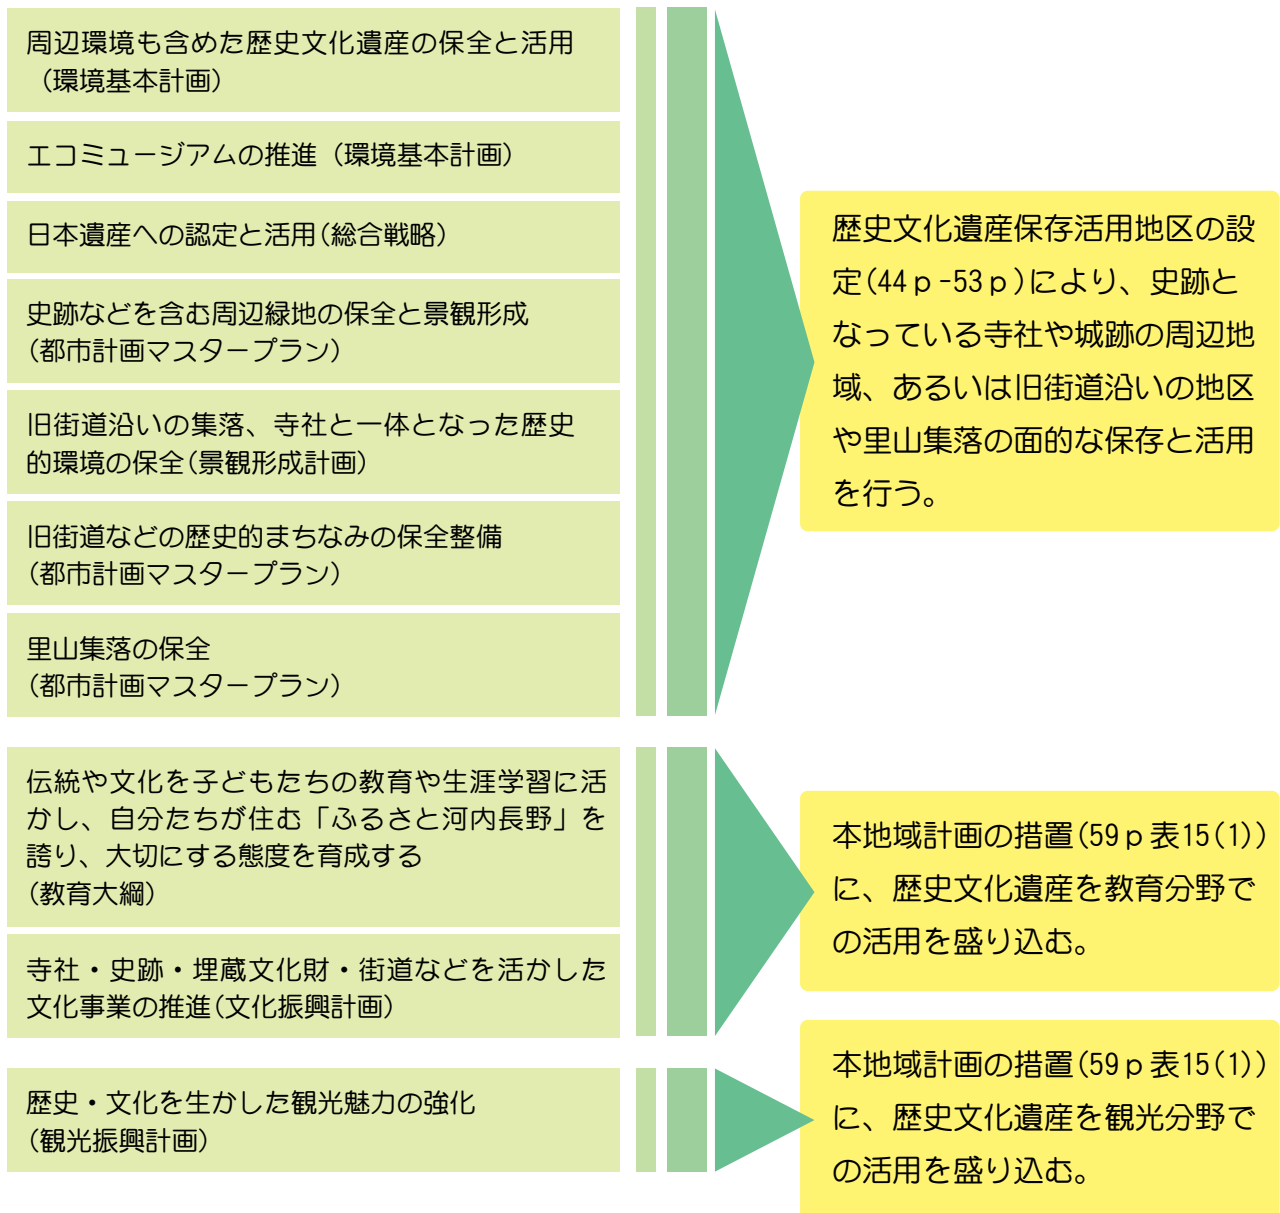 周辺環境も含めた歴史文化遺産の保全と活用
（環境基本計画）
エコミュージアムの推進（環境基本計画）
日本遺産への認定と活用(総合戦略)
史跡などを含む周辺緑地の保全と景観形成
(都市計画マスタープラン)
旧街道沿いの集落、寺社と一体となった歴史
的環境の保全(景観形成計画)
旧街道などの歴史的まちなみの保全整備
(都市計画マスタープラン)
里山集落の保全
(都市計画マスタープラン)
歴史文化遺産保存活用地区の設
定(44ｐ-53ｐ)により、史跡と
なっている寺社や城跡の周辺地
域、あるいは旧街道沿いの地区
や里山集落の面的な保存と活用
を行う。
伝統や文化を子どもたちの教育や生涯学習に活
かし、自分たちが住む「ふるさと河内長野」を
誇り、大切にする態度を育成する
(教育大綱)
寺社・史跡・埋蔵文化財・街道などを活かした
文化事業の推進(文化振興計画)
本地域計画の措置(59ｐ表15(1))
に、歴史文化遺産を教育分野で
の活用を盛り込む。
歴史・文化を生かした観光魅力の強化
(観光振興計画)
本地域計画の措置(59ｐ表15(1))
に、歴史文化遺産を観光分野で
の活用を盛り込む。